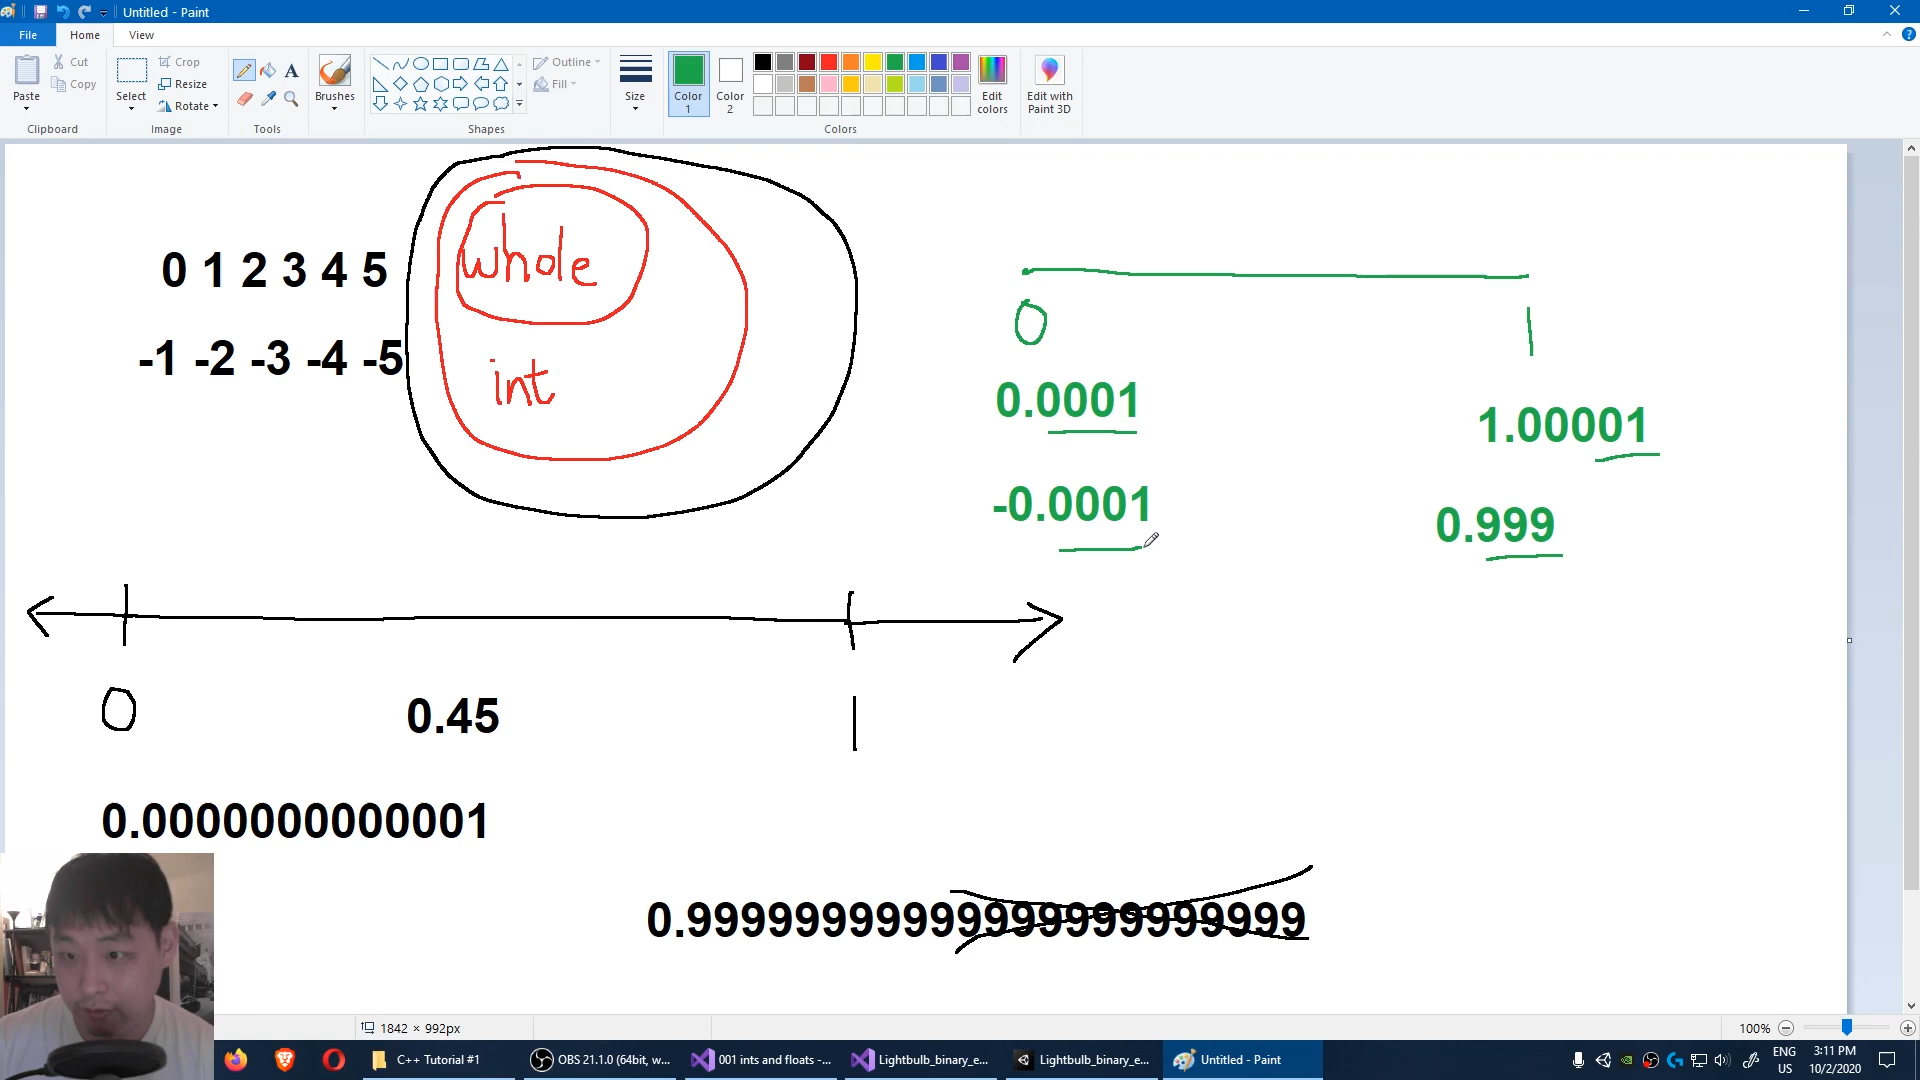 Untitled - Paint
File Home View
Paste
Cut
Copy
Clipboard
Select
Crop
Resize
Rotate
Image
Tools
Brushes
Shapes
Outline
Fill
Size
Color 1
Color 2
Edit colors
Colors
Edit with Paint 3D
whole
int
0 1 2 3 4 5
-1 -2 -3 -4 -5
0 1
0.0001
1.00001
-0.0001
0.999
0 1
0.45
0.0000000000001
0.99999999999999999999999
1842 × 992px
100%
C++ Tutorial #1
OBS 21.1.0 (64bit, w...
001 ints and floats -...
Lightbulb_binary_e...
Lightbulb_binary_e...
Untitled - Paint
ENG
US
3:11 PM
10/2/2020